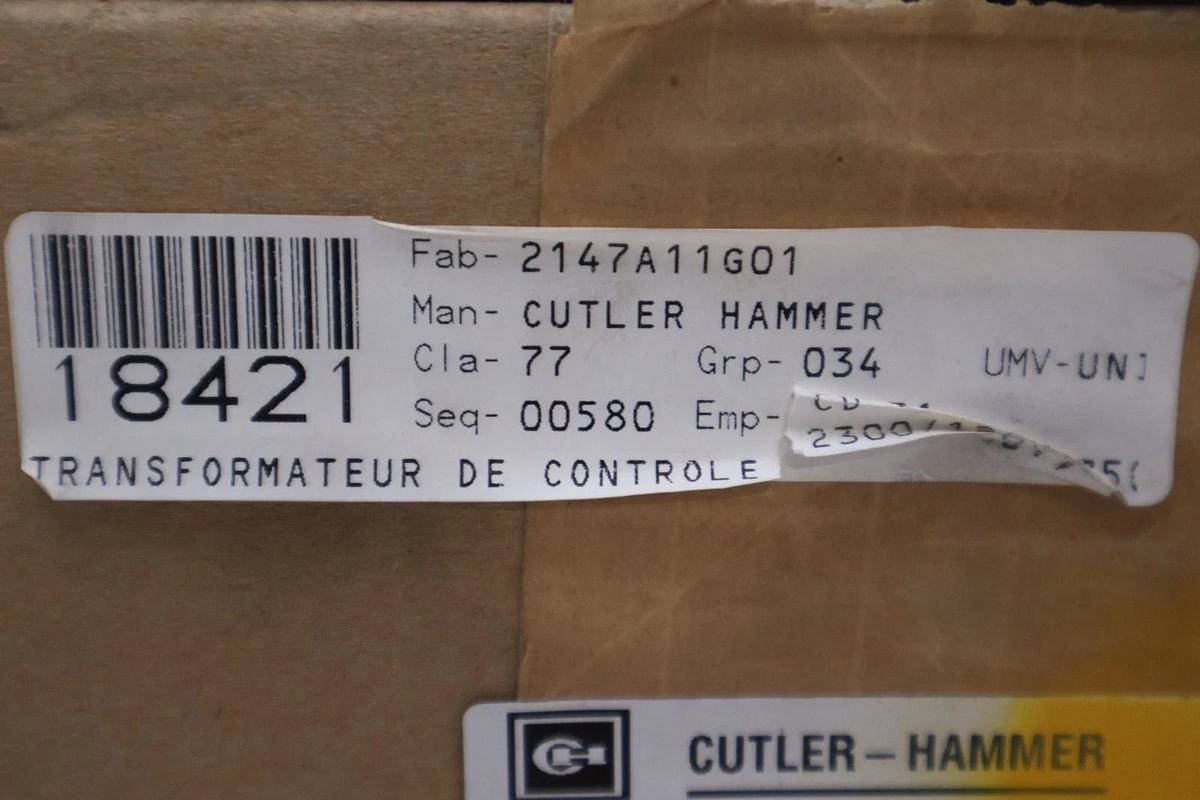 18421
Fab- 2147A11G01
Man- CUTLER HAMMER
Cla- 77 Grp- 034 UMV-UNI
Seq- 00580 Emp-
TRANSFORMATEUR DE CONTROLE
CUTLER-HAMMER